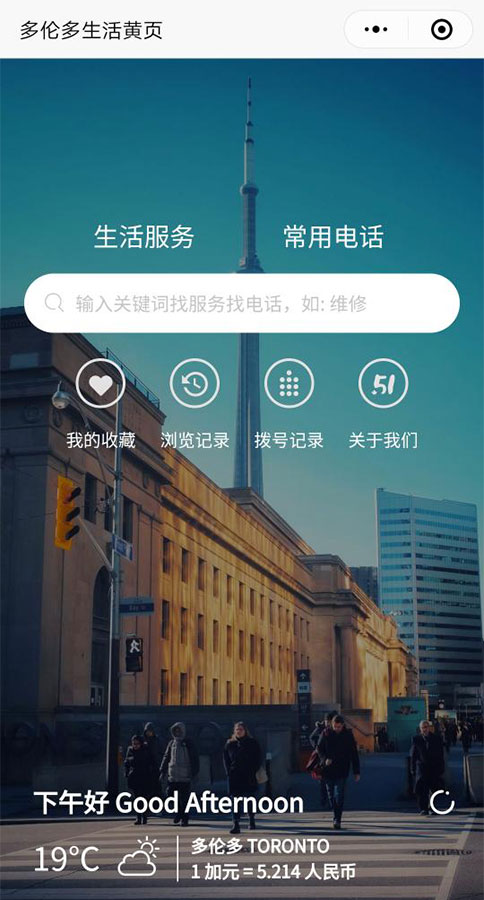 多伦多生活黄页
生活服务 常用电话
输入关键词找服务找电话，如: 维修
51
我的收藏 浏览记录 拨号记录 关于我们
下午好 Good Afternoon
19°C
多伦多 TORONTO
1 加元 = 5.214 人民币